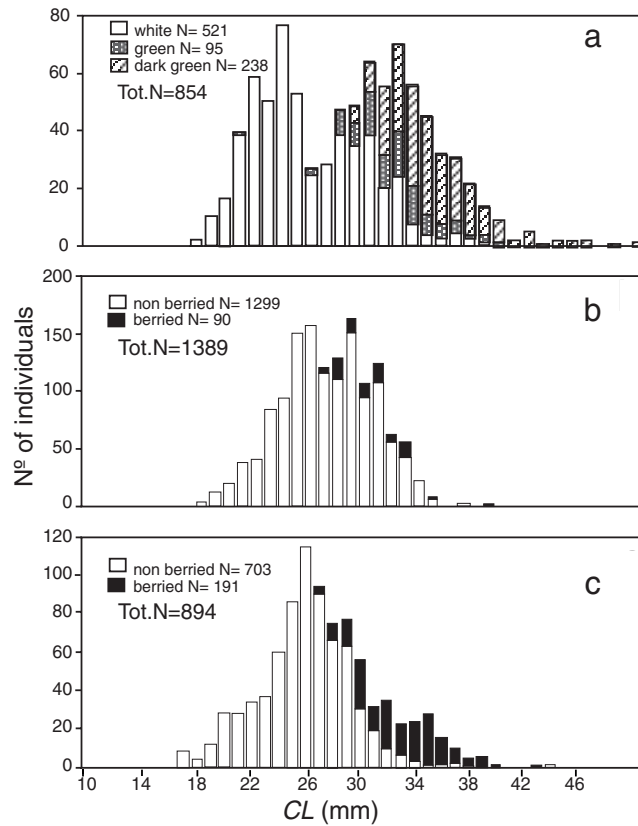 80
60
40
20
0
white N= 521
green N= 95
dark green N= 238
Tot.N=854
a
200
150
100
50
0
non berried N= 1299
berried N= 90
Tot.N=1389
b
Nº of individuals
120
100
80
60
40
20
0
non berried N= 703
berried N= 191
Tot.N=894
c
10 14 18 22 26 30 34 38 42 46
CL (mm)